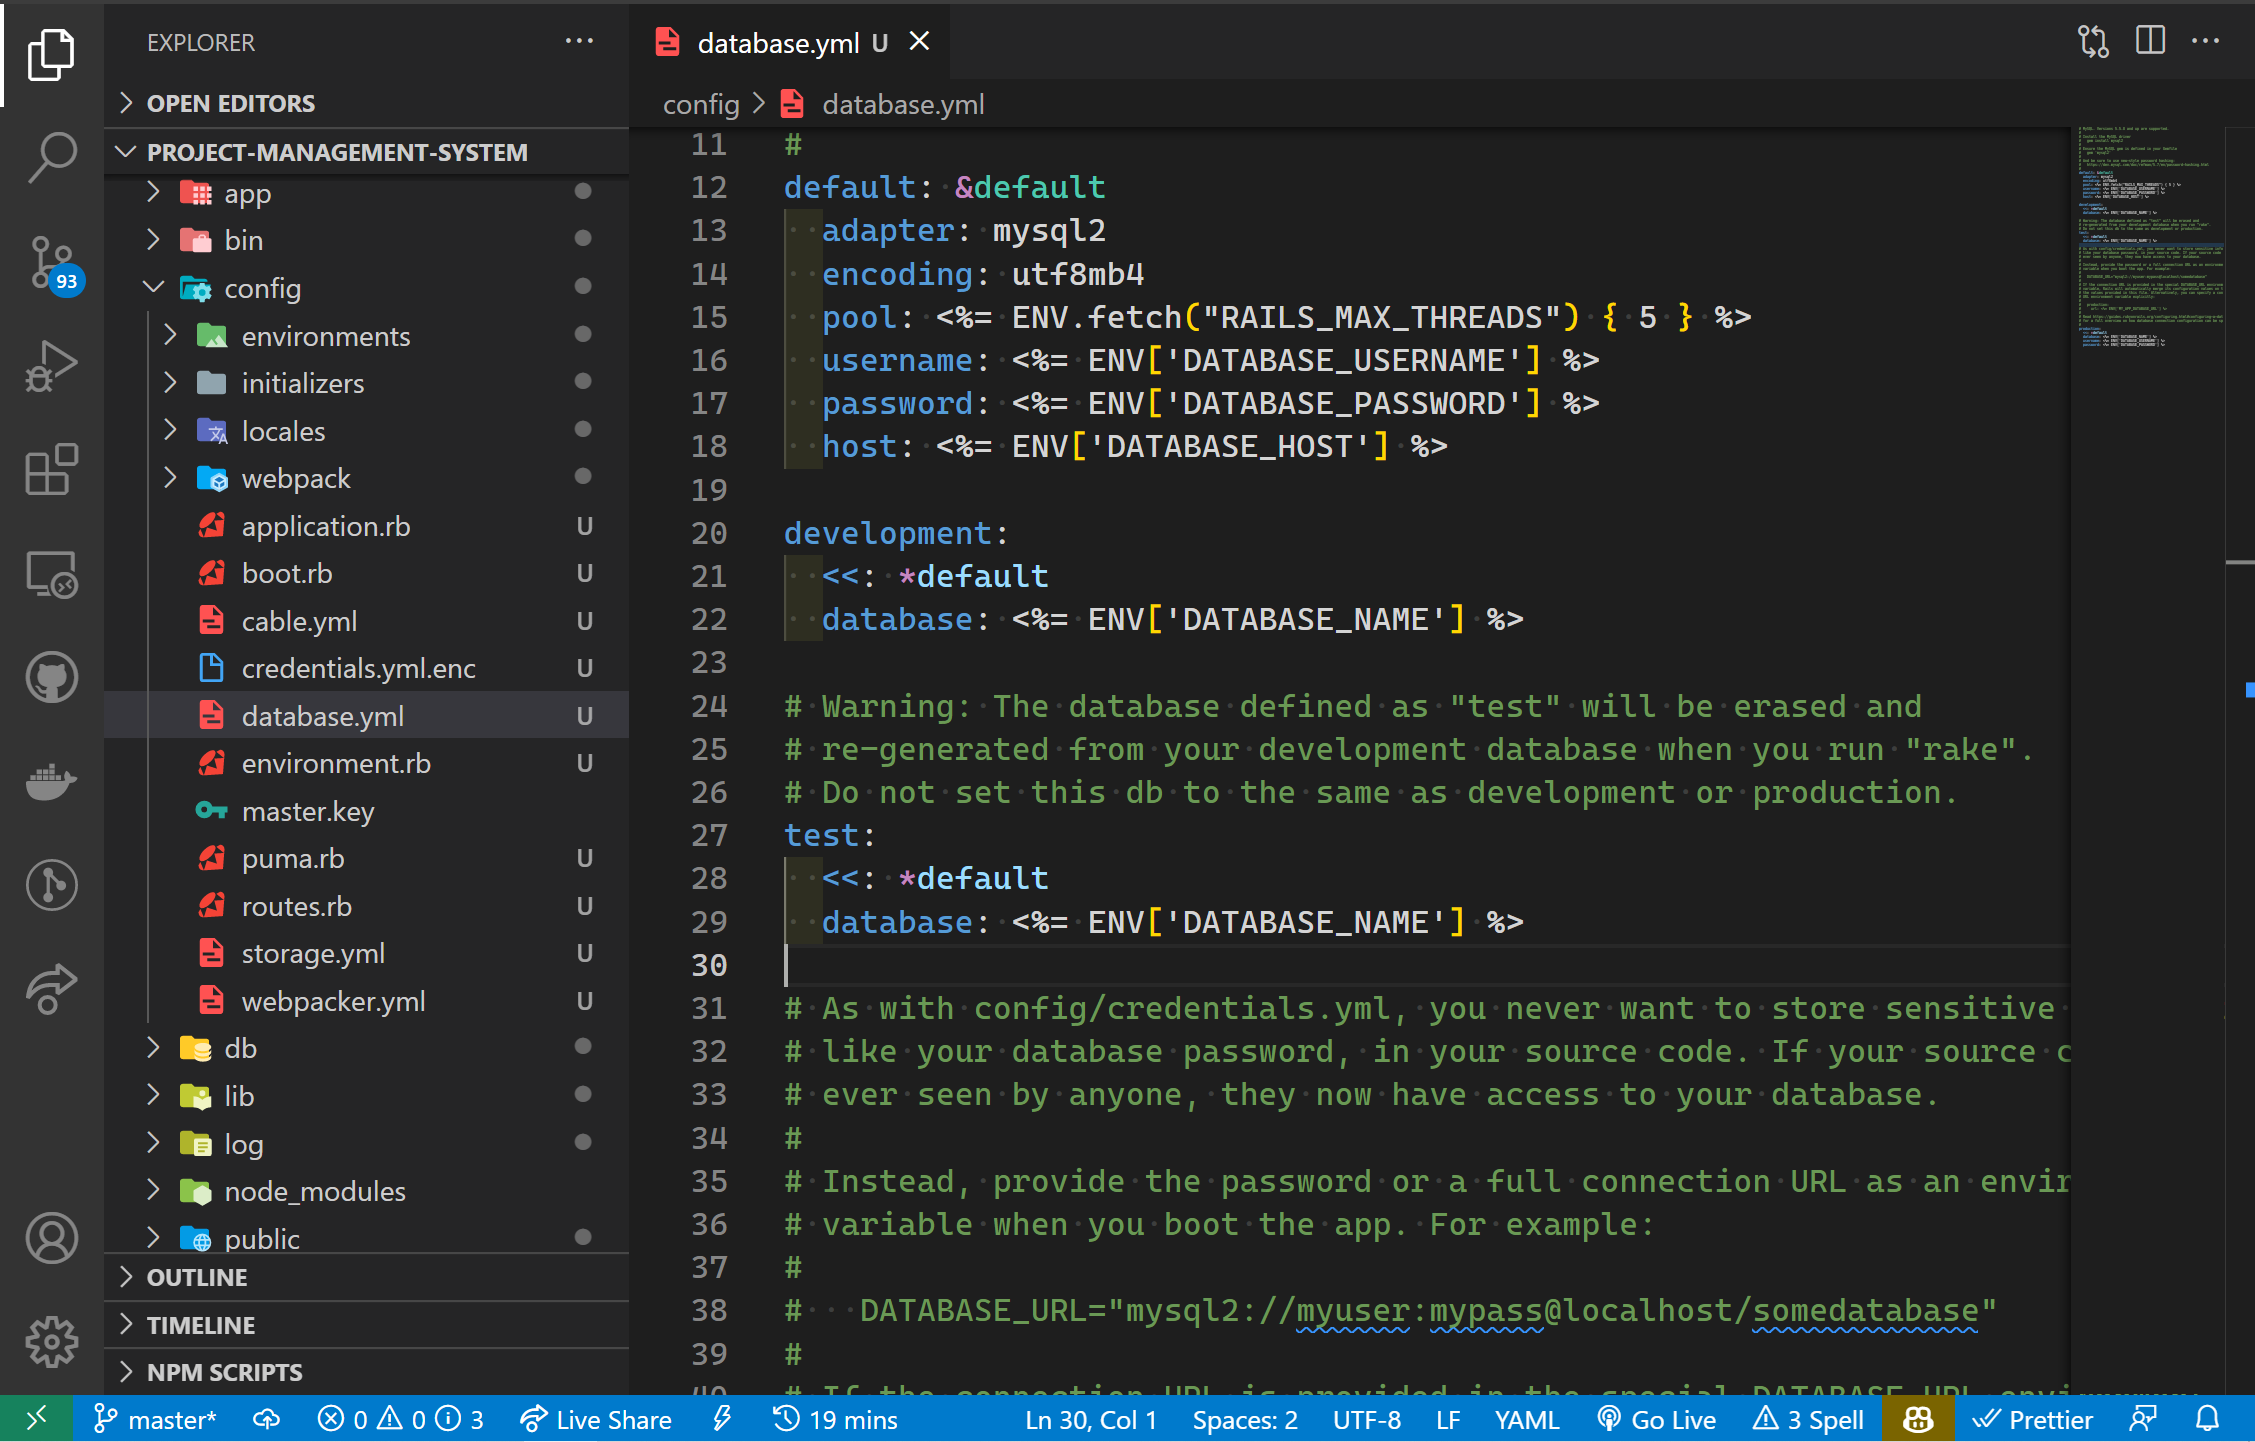 EXPLORER
OPEN EDITORS
PROJECT-MANAGEMENT-SYSTEM
app
bin
config
environments
initializers
locales
webpack
application.rb U
boot.rb U
cable.yml U
credentials.yml.enc U
database.yml U
environment.rb U
master.key
puma.rb U
routes.rb U
storage.yml U
webpacker.yml U
db
lib
log
node_modules
public
OUTLINE
TIMELINE
NPM SCRIPTS
93
database.yml U
config > database.yml
11 #
12 default: &default
13   adapter: mysql2
14   encoding: utf8mb4
15   pool: <%= ENV.fetch("RAILS_MAX_THREADS") { 5 } %>
16   username: <%= ENV['DATABASE_USERNAME'] %>
17   password: <%= ENV['DATABASE_PASSWORD'] %>
18   host: <%= ENV['DATABASE_HOST'] %>
19
20 development:
21   <<: *default
22   database: <%= ENV['DATABASE_NAME'] %>
23
24 # Warning: The database defined as "test" will be erased and
25 # re-generated from your development database when you run "rake".
26 # Do not set this db to the same as development or production.
27 test:
28   <<: *default
29   database: <%= ENV['DATABASE_NAME'] %>
30
31 # As with config/credentials.yml, you never want to store sensitive
32 # like your database password, in your source code. If your source c
33 # ever seen by anyone, they now have access to your database.
34 #
35 # Instead, provide the password or a full connection URL as an envir
36 # variable when you boot the app. For example:
37 #
38 #   DATABASE_URL="mysql2://myuser:mypass@localhost/somedatabase"
39 #
40 # If the connection URL is provided in the special DATABASE_URL envi
master* 0 0 3 Live Share 19 mins Ln 30, Col 1 Spaces: 2 UTF-8 LF YAML Go Live 3 Spell Prettier